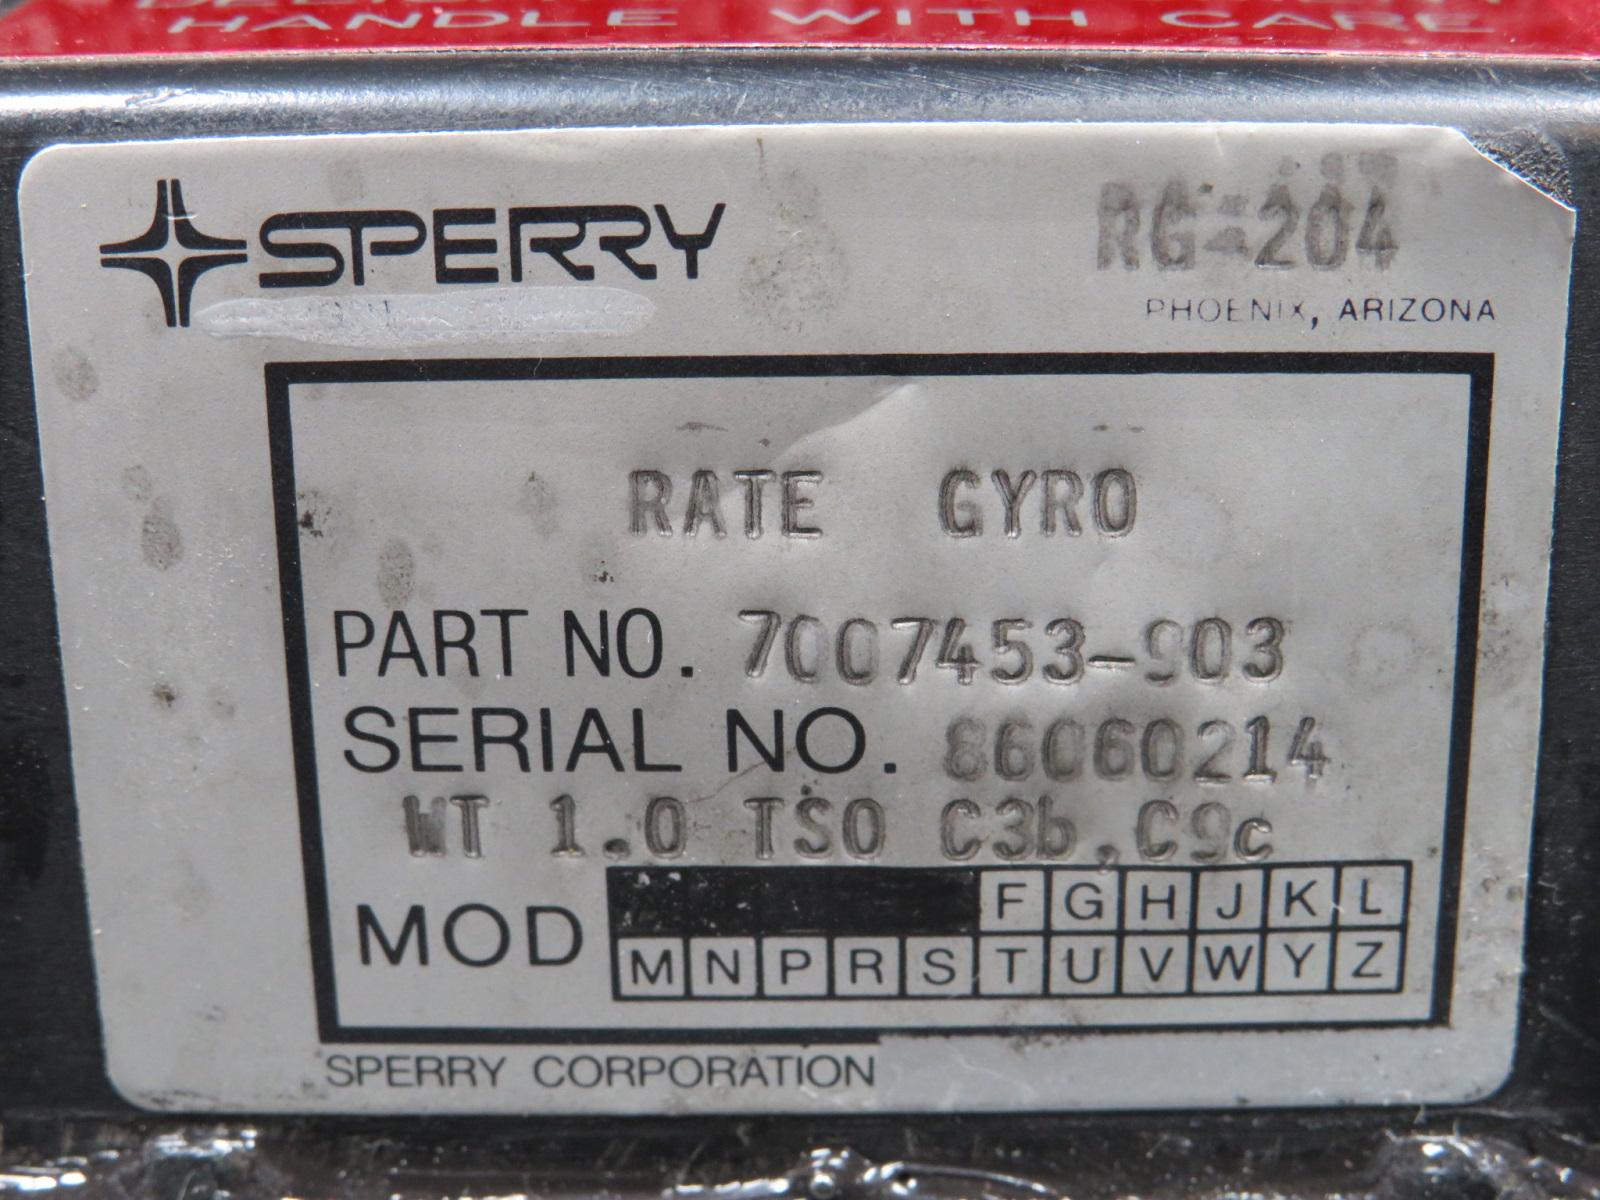 HANDLE WITH CARE
SPERRY
RG-204
PHOENIX, ARIZONA
RATE GYRO
PART NO. 7007453-903
SERIAL NO. 86060214
WT 1.0 TSO C3b,C9c
MOD
F G H J K L
M N P R S T U V W Y Z
SPERRY CORPORATION